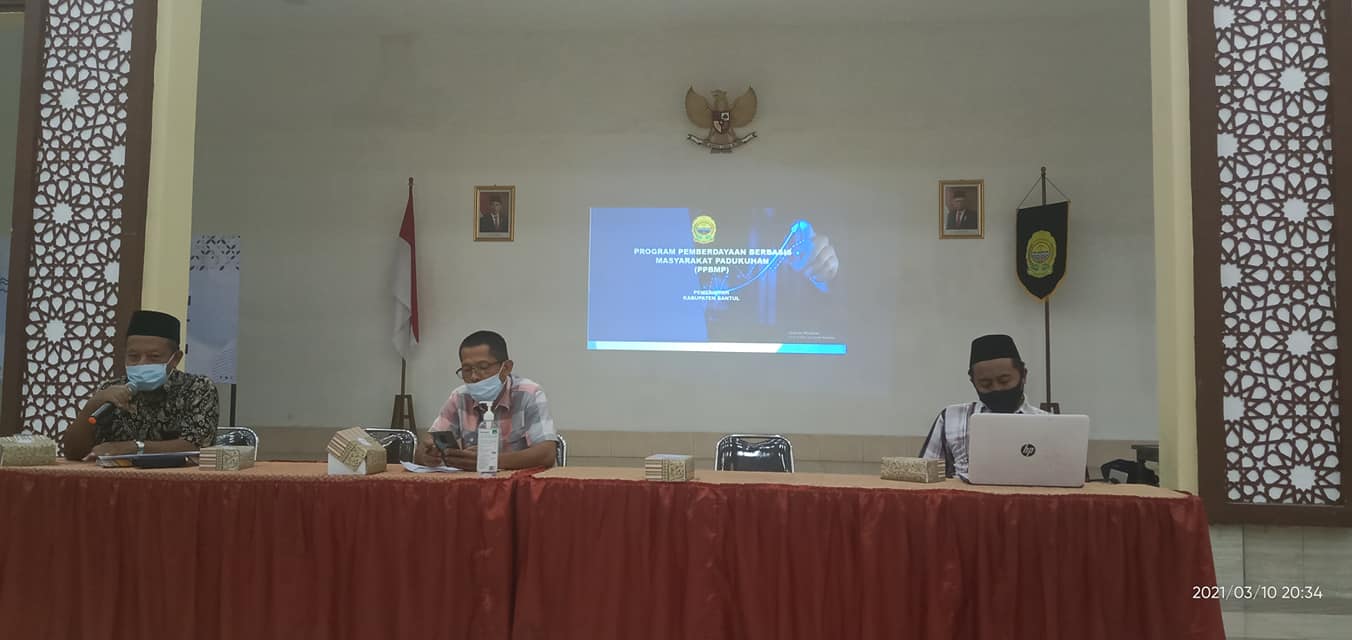 PROGRAM PEMBERDAYAAN BERBASIS
MASYARAKAT PADUKUHAN
(PPBMP)
PEMERINTAH
KABUPATEN BANTUL
hp
2021/03/10 20:34